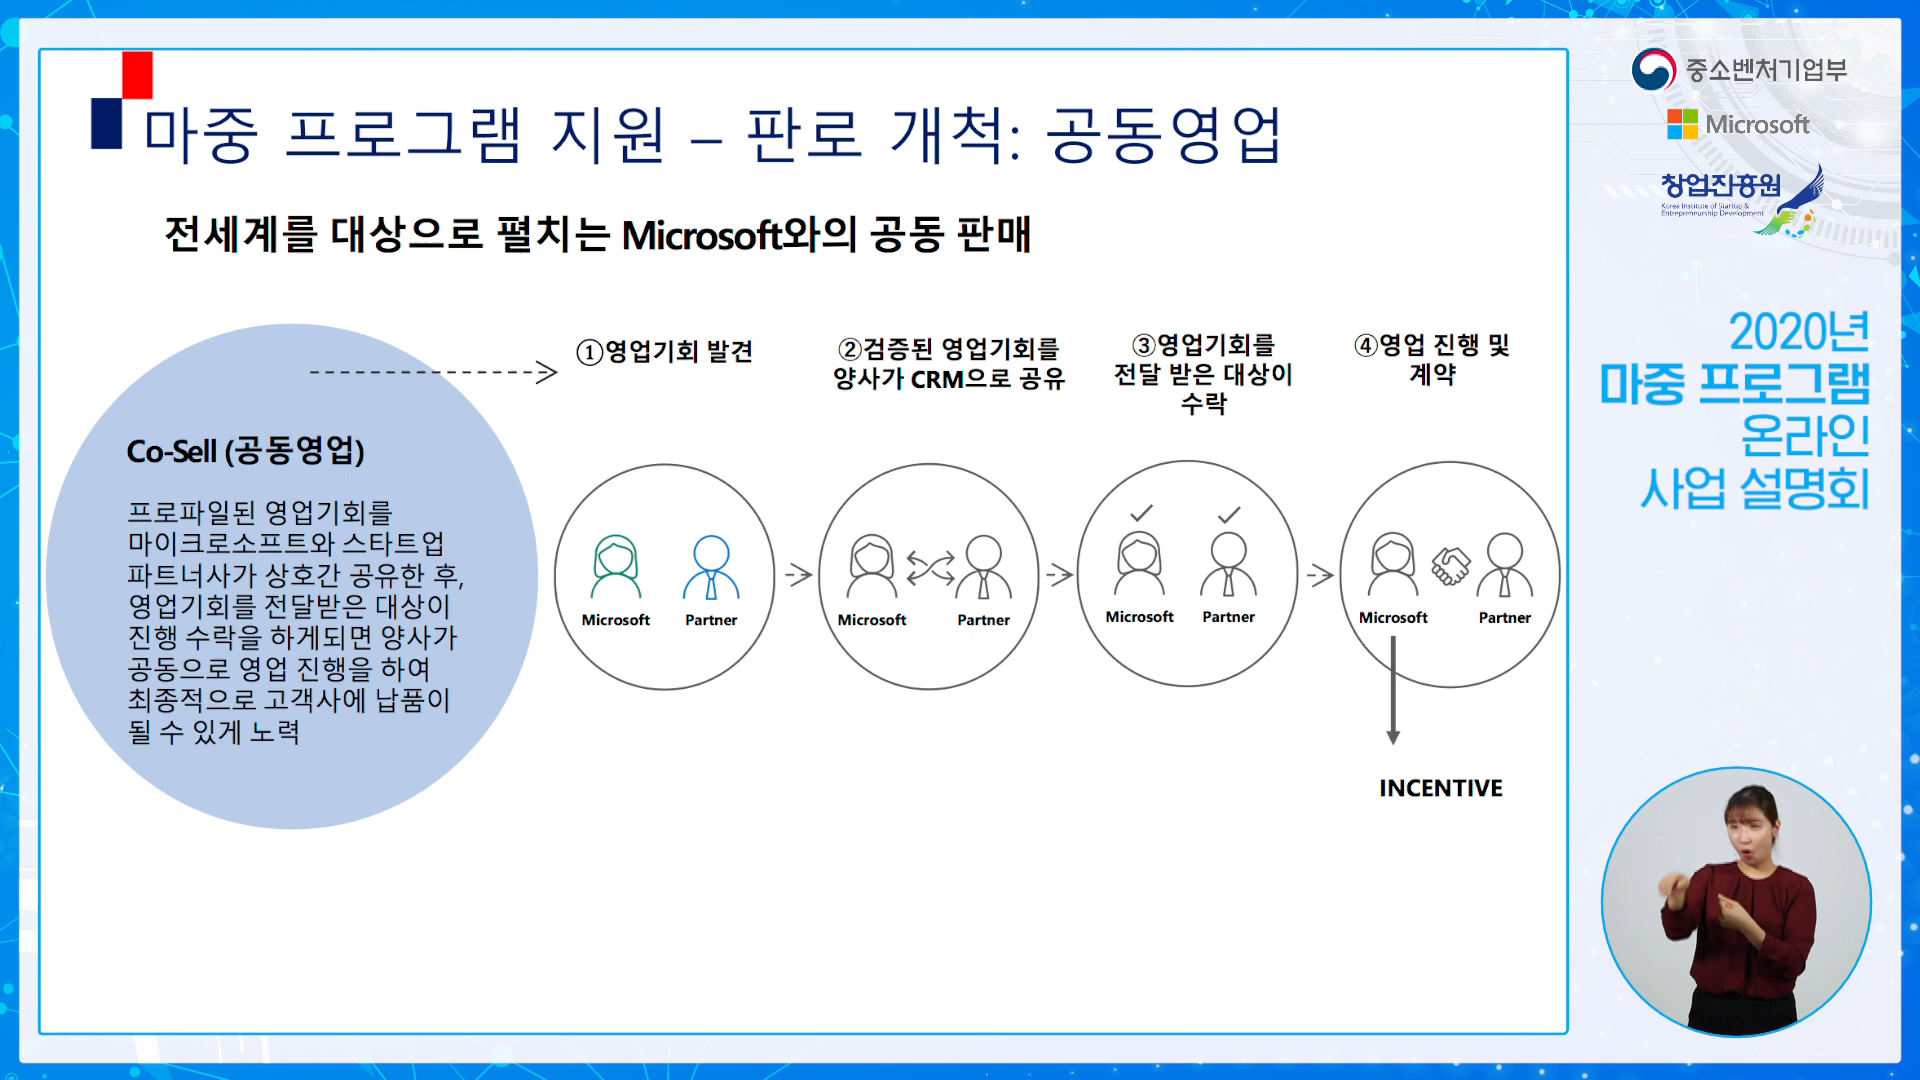 마중 프로그램 지원 – 판로 개척: 공동영업
전세계를 대상으로 펼치는 Microsoft와의 공동 판매
Co-Sell (공동영업)
프로파일된 영업기회를
마이크로소프트와 스타트업
파트너사가 상호간 공유한 후,
영업기회를 전달받은 대상이
진행 수락을 하게되면 양사가
공동으로 영업 진행을 하여
최종적으로 고객사에 납품이
될 수 있게 노력
①영업기회 발견
②검증된 영업기회를
양사가 CRM으로 공유
③영업기회를
전달 받은 대상이
수락
④영업 진행 및
계약
Microsoft Partner
Microsoft Partner
Microsoft Partner
Microsoft Partner
INCENTIVE
중소벤처기업부
Microsoft
창업진흥원
Korea Institute of Startup &
Entrepreneurship Development
2020년
마중 프로그램
온라인
사업 설명회